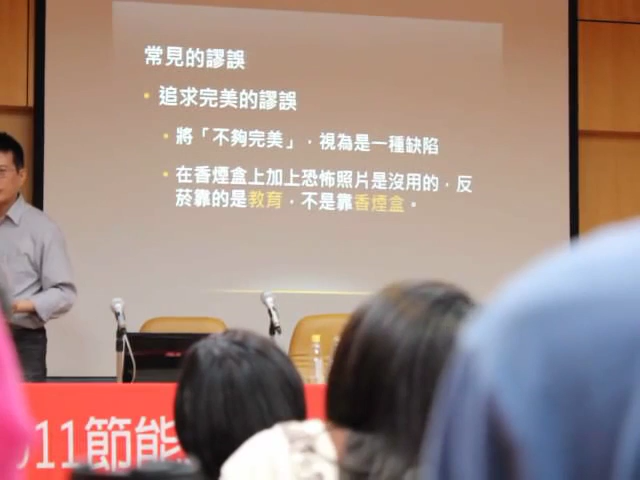 常見的謬誤
• 追求完美的謬誤
• 將「不夠完美」，視為是一種缺陷
• 在香煙盒上加上恐怖照片是沒用的，反
菸靠的是教育，不是靠香煙盒。
011節能